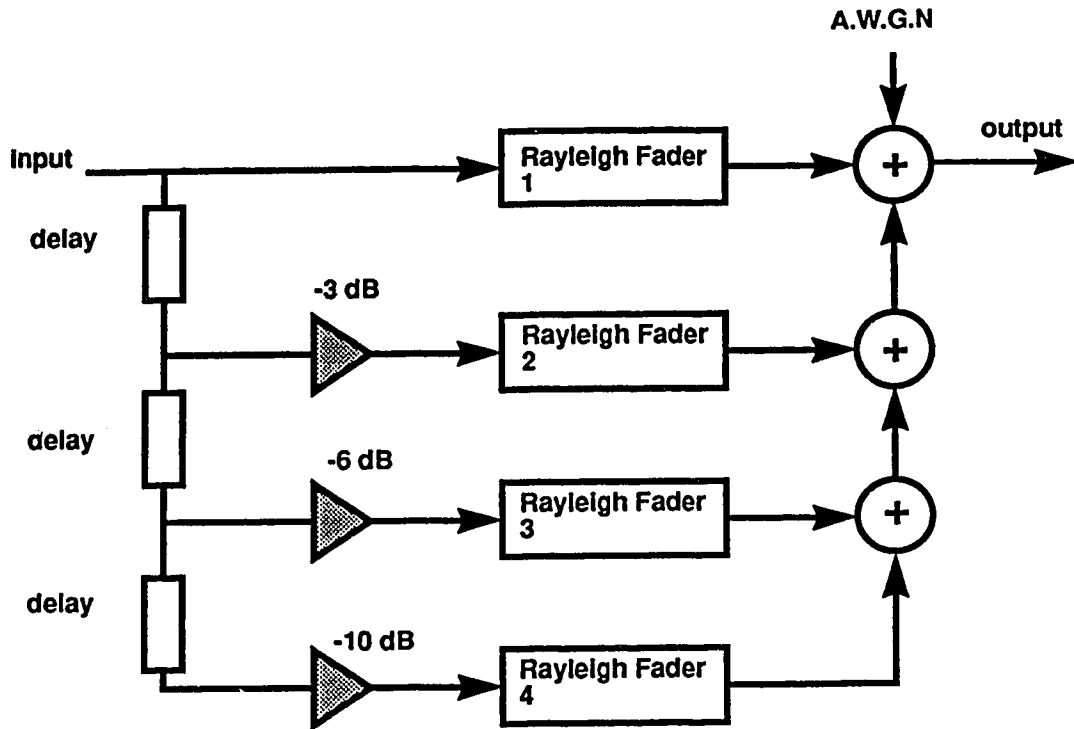 A.W.G.N
input
Rayleigh Fader
1
+
output
delay
-3 dB
Rayleigh Fader
2
+
delay
-6 dB
Rayleigh Fader
3
+
delay
-10 dB
Rayleigh Fader
4